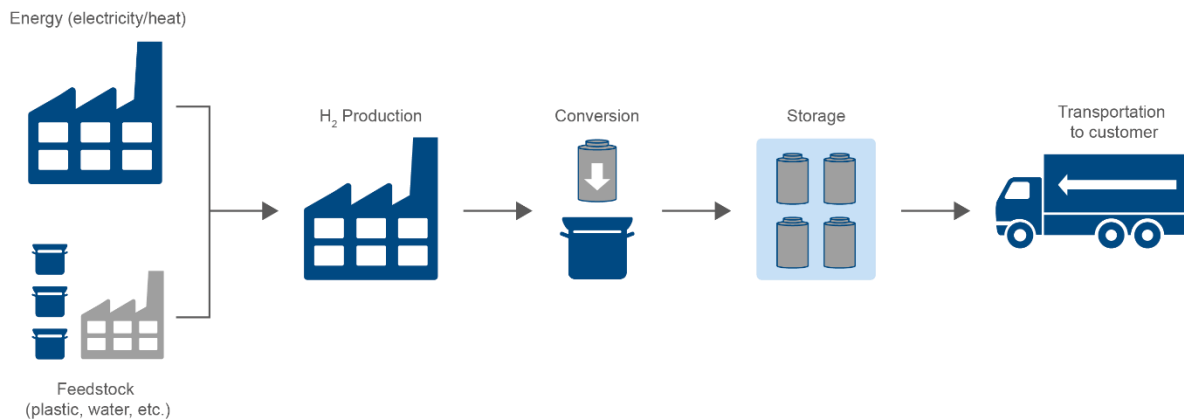 Energy (electricity/heat)
H₂ Production
Conversion
Storage
Transportation
to customer
Feedstock
(plastic, water, etc.)